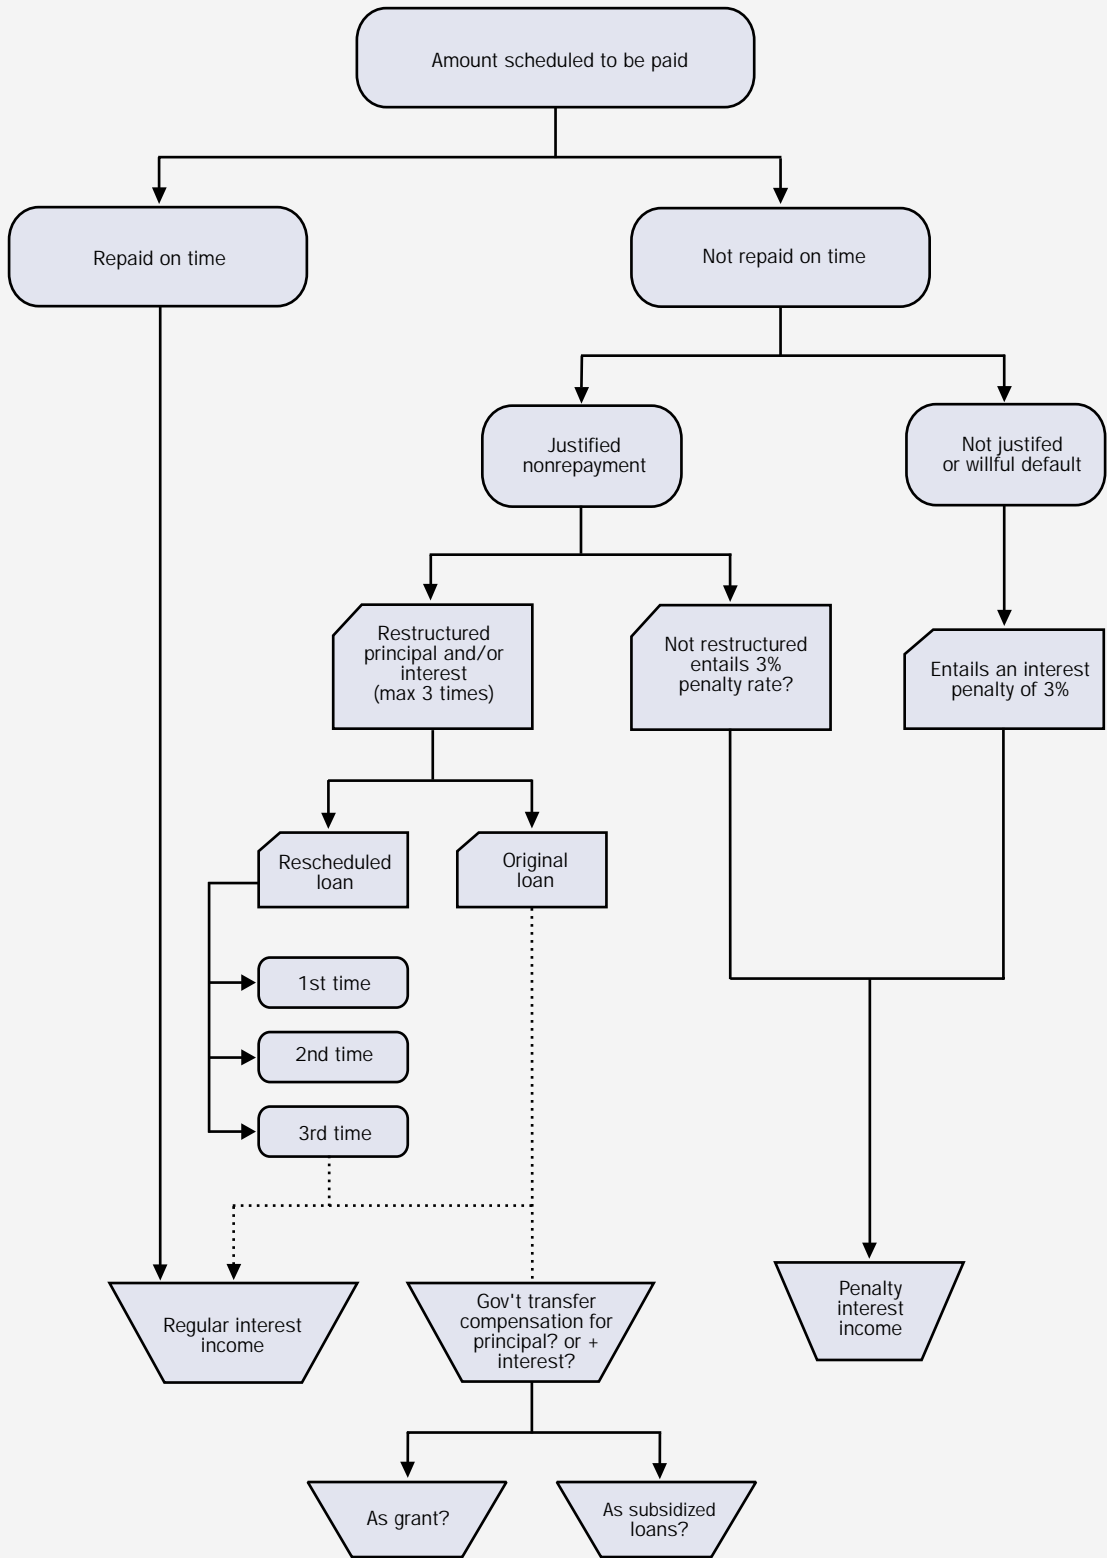 Amount scheduled to be paid
Repaid on time
Not repaid on time
Justified
nonrepayment
Not justifed
or willful default
Restructured
principal and/or
interest
(max 3 times)
Not restructured
entails 3%
penalty rate?
Entails an interest
penalty of 3%
Rescheduled
loan
Original
loan
1st time
2nd time
3rd time
Regular interest
income
Gov't transfer
compensation for
principal? or +
interest?
Penalty
interest
income
As grant?
As subsidized
loans?